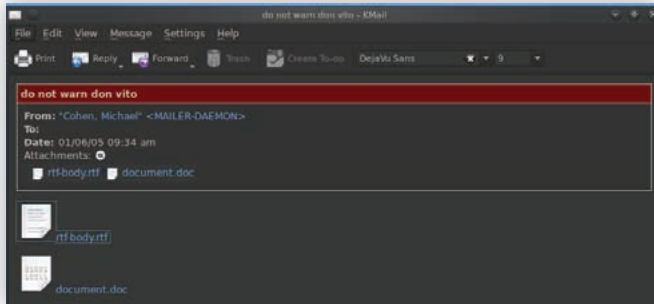 do not warn don vito - KMail
File Edit View Message Settings Help
Print Reply Forward Trash Create To-do DejaVu Sans 9
do not warn don vito
From: "Cohen, Michael" <MAILER-DAEMON>
To:
Date: 01/06/05 09:34 am
Attachments:
rtf-body.rtf document.doc
rtf-body.rtf
document.doc